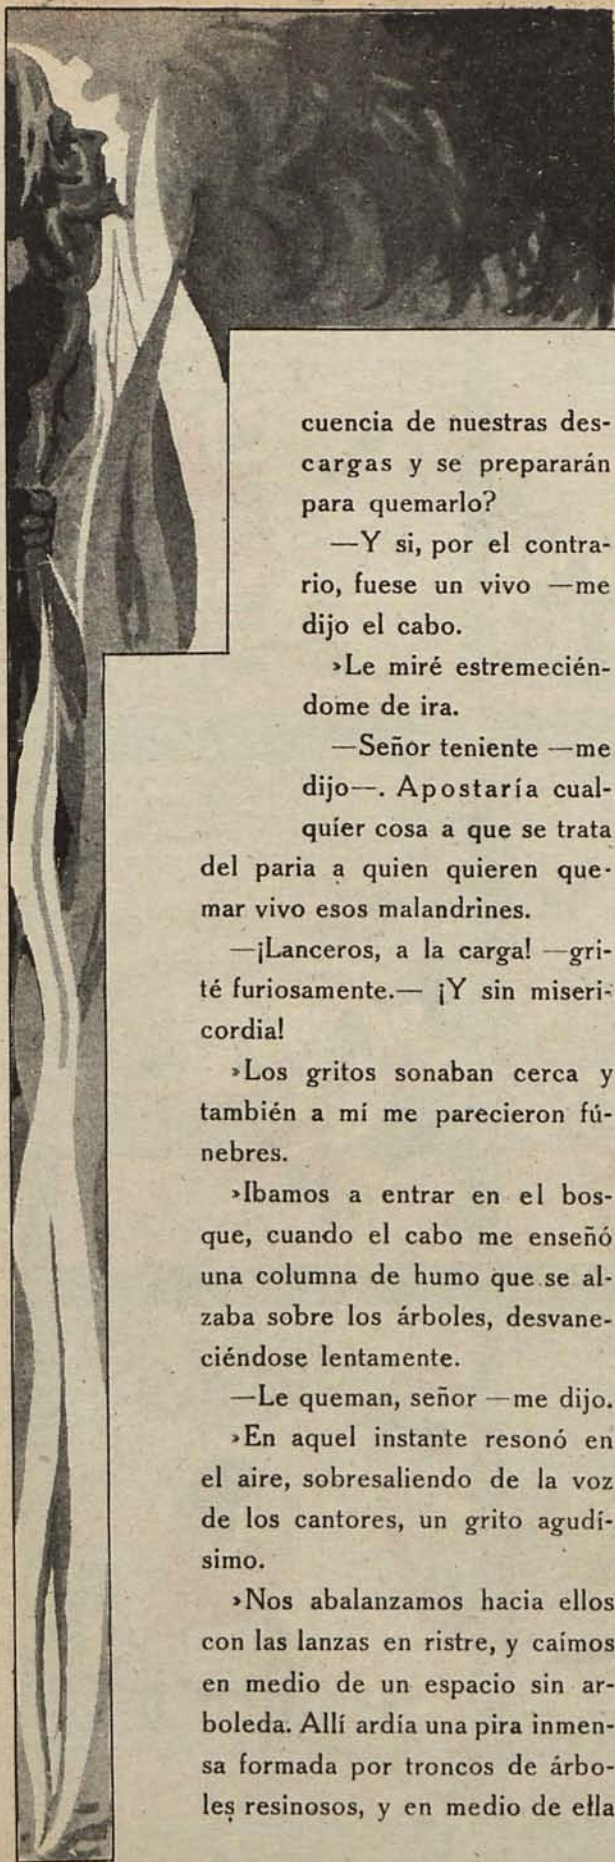 cuencia de nuestras des-
cargas y se prepararán
para quemarlo?
—Y si, por el contra-
rio, fuese un vivo —me
dijo el cabo.
»Le miré estremecién-
dome de ira.
—Señor teniente —me
dijo—. Apostaría cual-
quier cosa a que se trata
del paria a quien quieren que-
mar vivo esos malandrines.
—¡Lanceros, a la carga! —gri-
té furiosamente.— ¡Y sin miseri-
cordia!
»Los gritos sonaban cerca y
también a mí me parecieron fú-
nebres.
»Ibamos a entrar en el bos-
que, cuando el cabo me enseñó
una columna de humo que se al-
zaba sobre los árboles, desvane-
ciéndose lentamente.
—Le queman, señor —me dijo.
»En aquel instante resonó en
el aire, sobresaliendo de la voz
de los cantores, un grito agudí-
simo.
»Nos abalanzamos hacia ellos
con las lanzas en ristre, y caímos
en medio de un espacio sin ar-
boleda. Allí ardía una pira inmen-
sa formada por troncos de árbo-
les resinosos, y en medio de ella